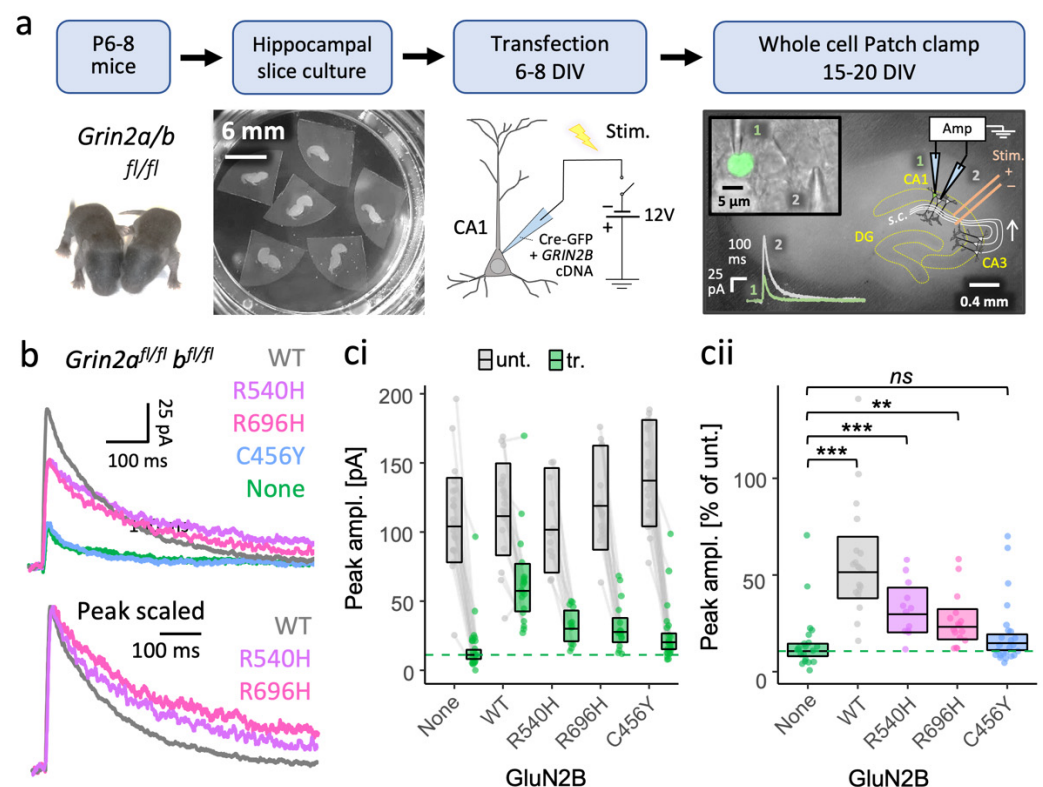 a
P6-8
mice
Hippocampal
slice culture
Transfection
6-8 DIV
Whole cell Patch clamp
15-20 DIV
Grin2a/b
fl/fl
6 mm
Stim.
CA1
12V
Cre-GFP
+ GRIN2B
cDNA
1
2
5 µm
Amp
1
2
Stim.
+
−
CA1
s.c.
DG
CA3
100
ms
25
pA
2
1
0.4 mm
b
Grin2afl/fl bfl/fl
WT
R540H
R696H
C456Y
None
25 pA
100 ms
Peak scaled
100 ms
WT
R540H
R696H
ci
unt.
tr.
Peak ampl. [pA]
200
150
100
50
0
None
WT
R540H
R696H
C456Y
GluN2B
cii
ns
**
***
***
Peak ampl. [% of unt.]
100
50
0
None
WT
R540H
R696H
C456Y
GluN2B